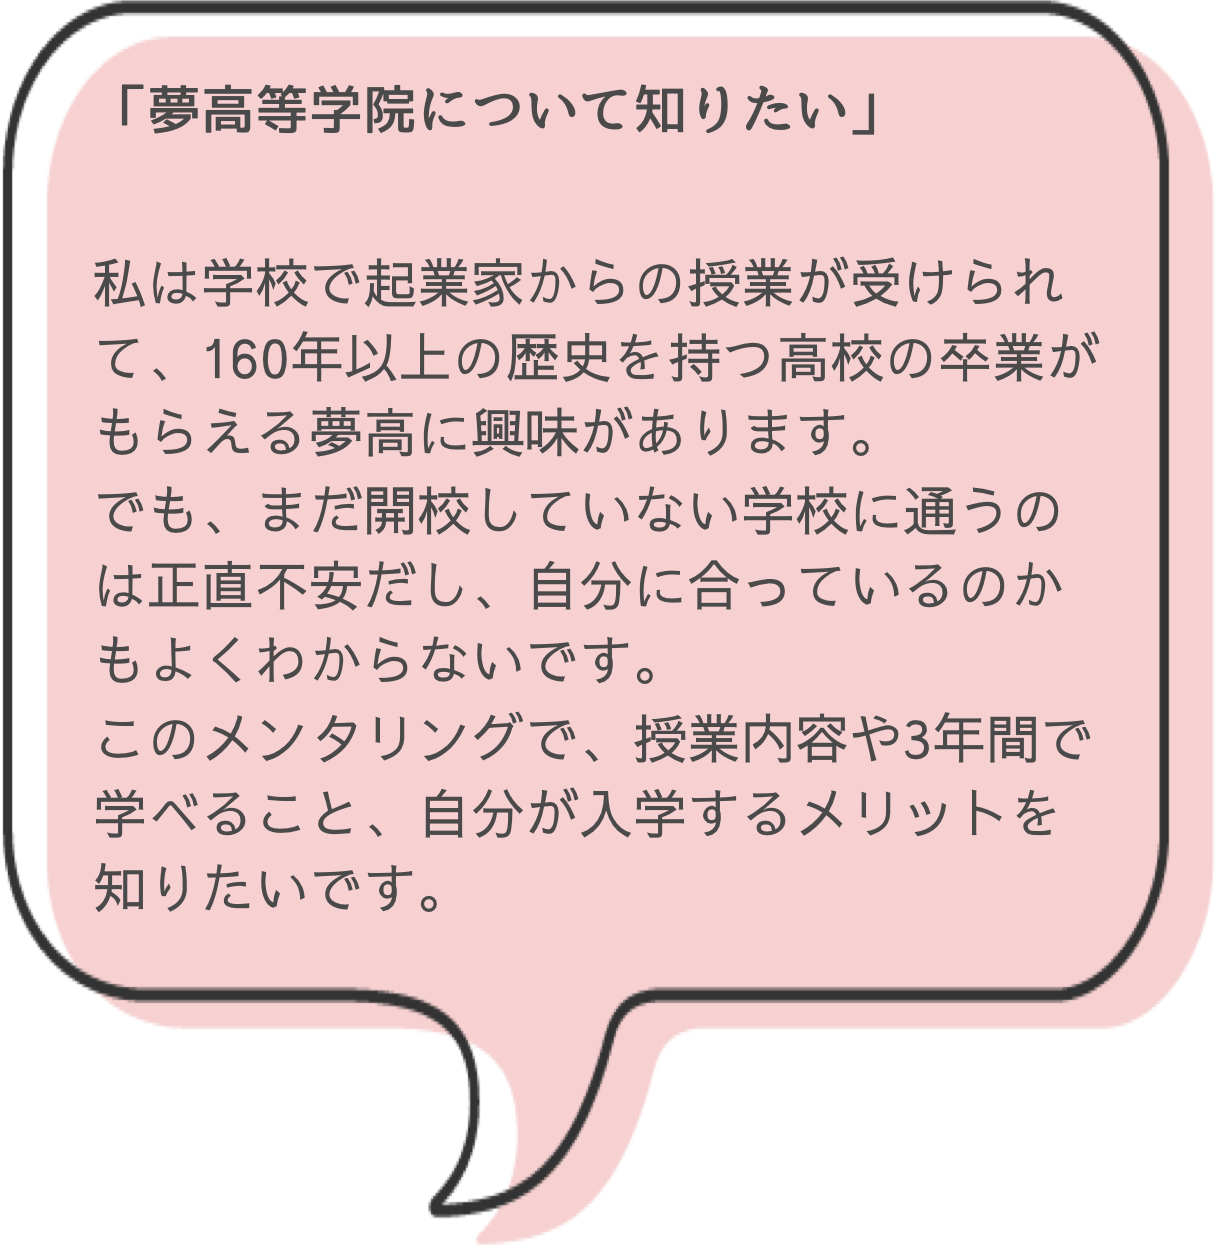 「夢高等学院について知りたい」
私は学校で起業家からの授業が受けられ
て、160年以上の歴史を持つ高校の卒業が
もらえる夢高に興味があります。
でも、まだ開校していない学校に通うの
は正直不安だし、自分に合っているのか
もよくわからないです。
このメンタリングで、授業内容や3年間で
学べること、自分が入学するメリットを
知りたいです。